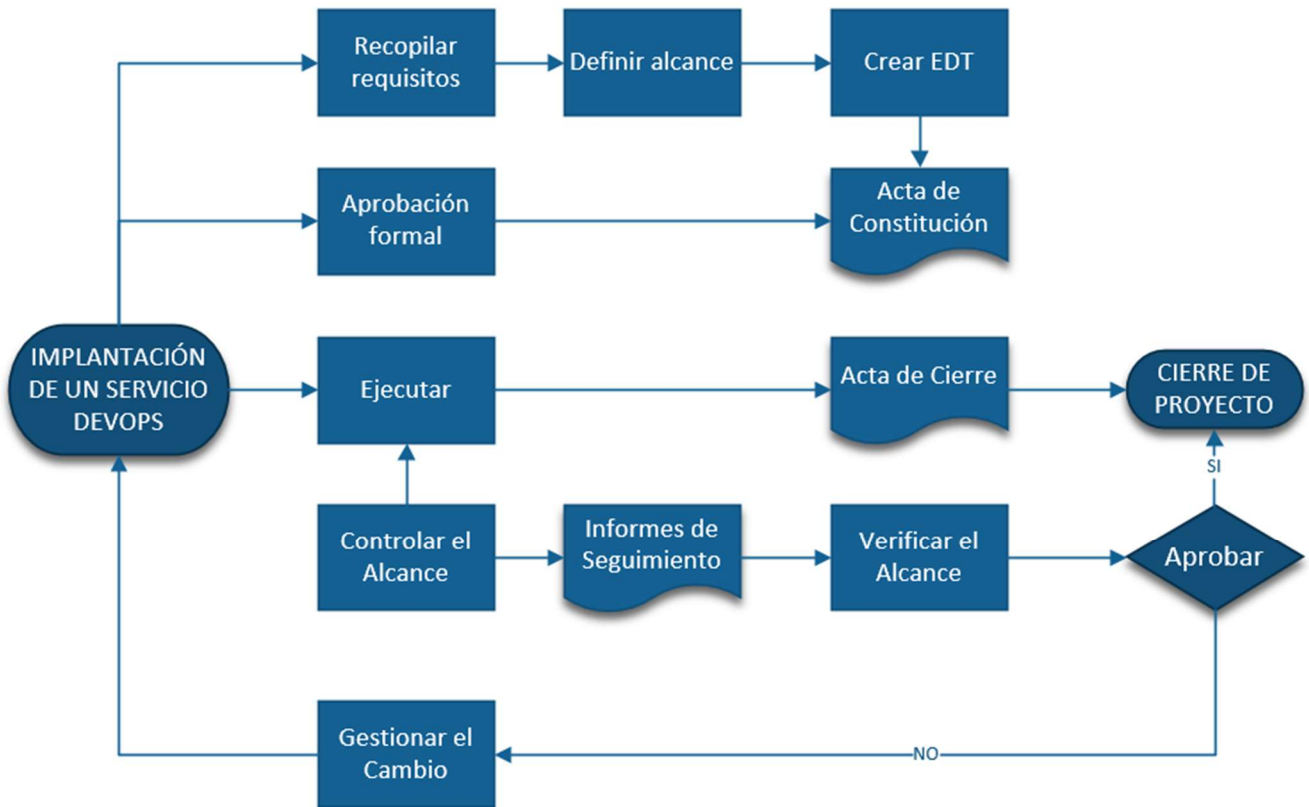 Recopilar
requisitos
Definir alcance
Crear EDT
Aprobación
formal
Acta de
Constitución
IMPLANTACIÓN
DE UN SERVICIO
DEVOPS
Ejecutar
Acta de Cierre
CIERRE DE
PROYECTO
SI
Controlar el
Alcance
Informes de
Seguimiento
Verificar el
Alcance
Aprobar
Gestionar el
Cambio
NO